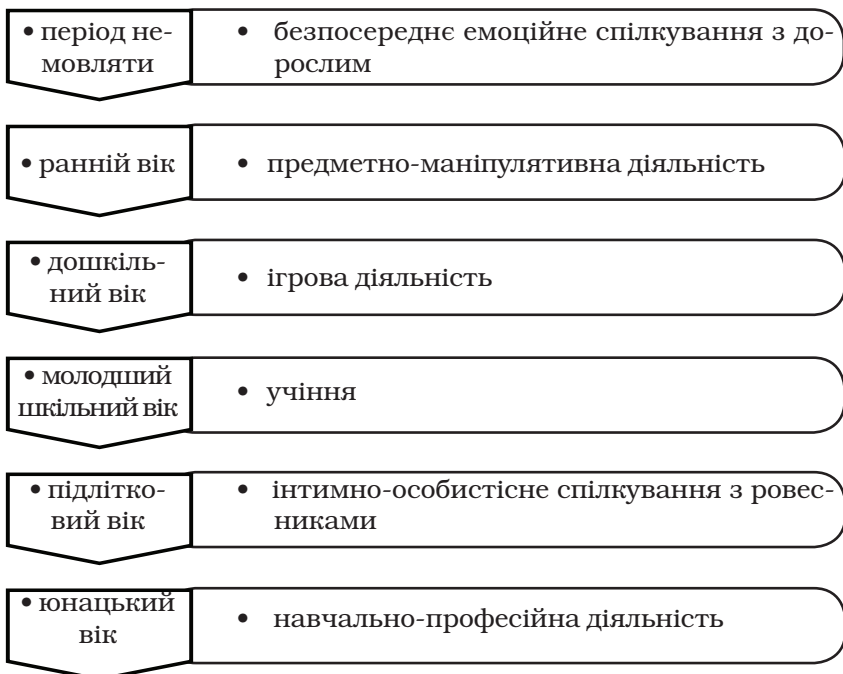 • період не-
мовляти
• безпосереднє емоційне спілкування з до-
рослим
• ранній вік
• предметно-маніпулятивна діяльність
• дошкіль-
ний вік
• ігрова діяльність
• молодший
шкільний вік
• учіння
• підлітко-
вий вік
• інтимно-особистісне спілкування з ровес-
никами
• юнацький
вік
• навчально-професійна діяльність